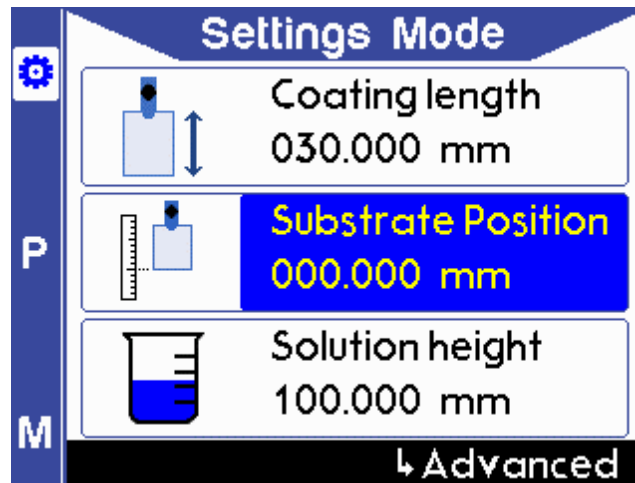 Settings Mode
Coating length
030.000 mm
P
Substrate Position
000.000 mm
Solution height
100.000 mm
M
↳ Advanced